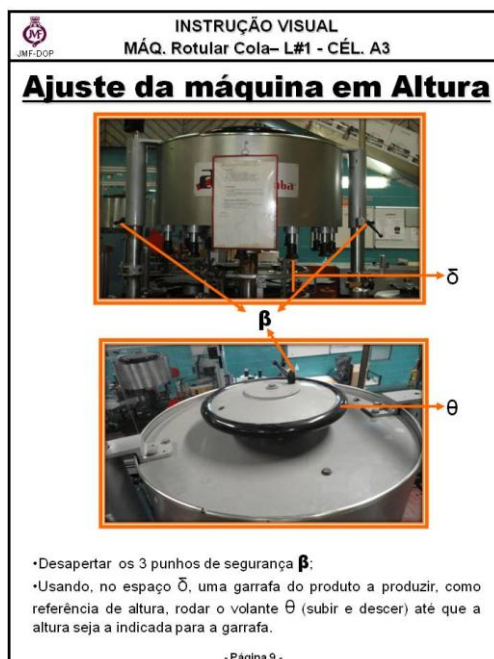 JMF-DOP
INSTRUÇÃO VISUAL
MÁQ. Rotular Cola– L#1 - CÉL. A3
Ajuste da máquina em Altura
δ
β
θ
•Desapertar os 3 punhos de segurança β;
•Usando, no espaço δ, uma garrafa do produto a produzir, como
referência de altura, rodar o volante θ (subir e descer) até que a
altura seja a indicada para a garrafa.
- Página 9 -